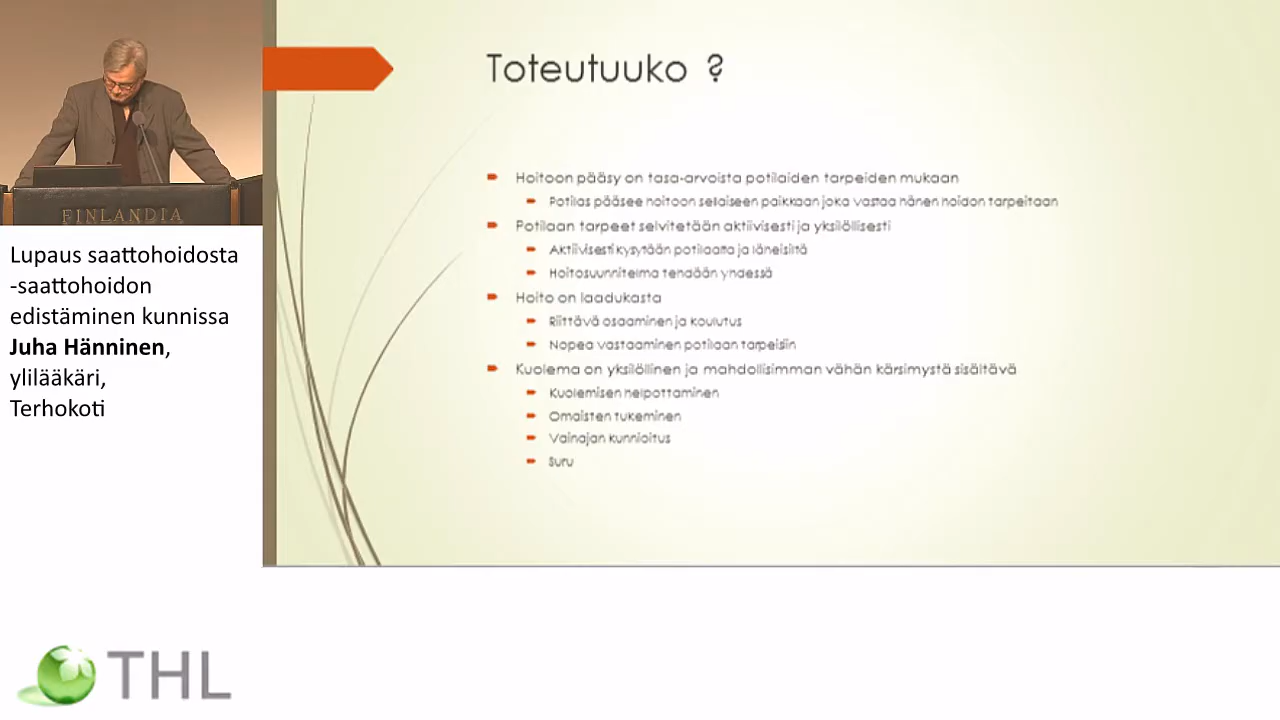 FINLANDIA
Lupaus saattohoidosta
-saattohoidon
edistäminen kunnissa
Juha Hänninen,
ylilääkäri,
Terhokoti
THL
Toteutuuko ?
Hoitoon pääsy on tasa-arvoista potilaiden tarpeiden mukaan
Potilas pääsee hoitoon sellaiseen paikkaan joka vastaa hänen hoidon tarpeitaan
Potilaan tarpeet selvitetään aktiivisesti ja yksilöllisesti
Aktiivisesti kysytään potilaalta ja läheisiltä
Hoitosuunnitelma tehdään yhdessä
Hoito on laadukasta
Riittävä osaaminen ja koulutus
Nopea vastaaminen potilaan tarpeisiin
Kuolema on yksilöllinen ja mahdollisimman vähän kärsimystä sisältävä
Kuolemisen helpottaminen
Omaisten tukeminen
Vainajan kunnioitus
Suru